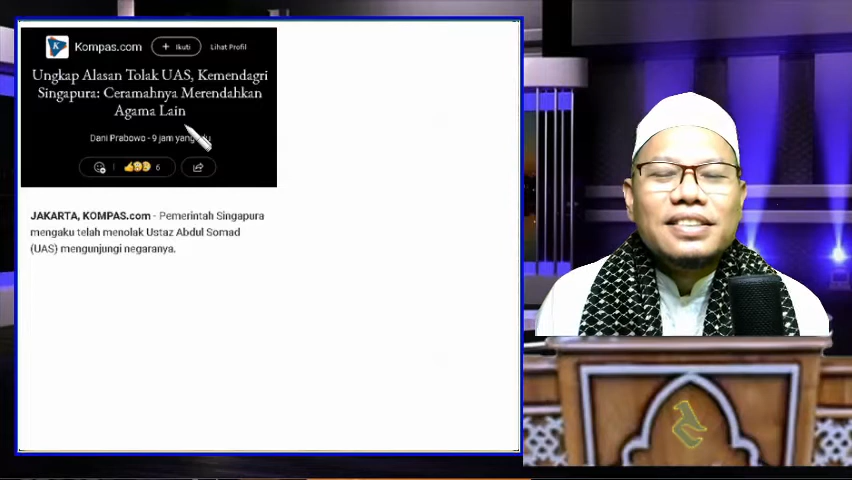 Kompas.com
+ Ikuti
Lihat Profil
Ungkap Alasan Tolak UAS, Kemendagri
Singapura: Ceramahnya Merendahkan
Agama Lain
Dani Prabowo - 9 jam yang
6
JAKARTA, KOMPAS.com - Pemerintah Singapura
mengaku telah menolak Ustaz Abdul Somad
(UAS) mengunjungi negaranya.